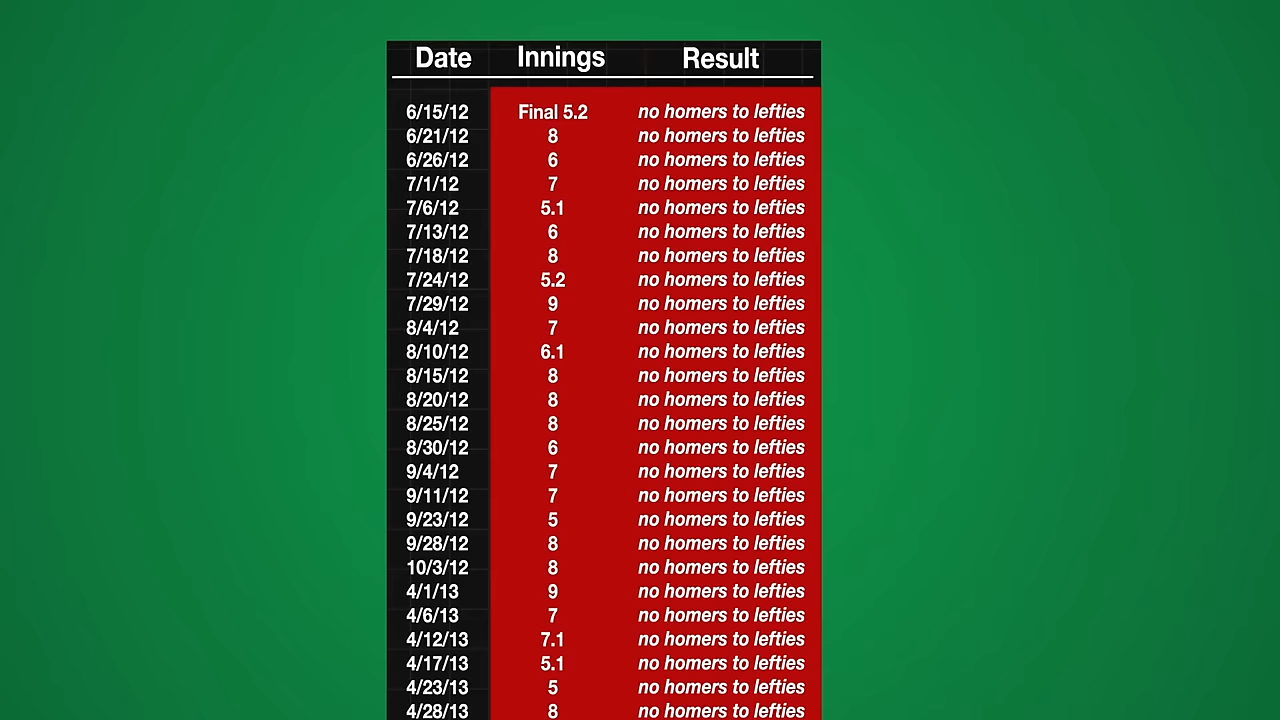 Date Innings Result
6/15/12 Final 5.2 no homers to lefties
6/21/12 8 no homers to lefties
6/26/12 6 no homers to lefties
7/1/12 7 no homers to lefties
7/6/12 5.1 no homers to lefties
7/13/12 6 no homers to lefties
7/18/12 8 no homers to lefties
7/24/12 5.2 no homers to lefties
7/29/12 9 no homers to lefties
8/4/12 7 no homers to lefties
8/10/12 6.1 no homers to lefties
8/15/12 8 no homers to lefties
8/20/12 8 no homers to lefties
8/25/12 8 no homers to lefties
8/30/12 6 no homers to lefties
9/4/12 7 no homers to lefties
9/11/12 7 no homers to lefties
9/23/12 5 no homers to lefties
9/28/12 8 no homers to lefties
10/3/12 8 no homers to lefties
4/1/13 9 no homers to lefties
4/6/13 7 no homers to lefties
4/12/13 7.1 no homers to lefties
4/17/13 5.1 no homers to lefties
4/23/13 5 no homers to lefties
4/28/13 8 no homers to lefties